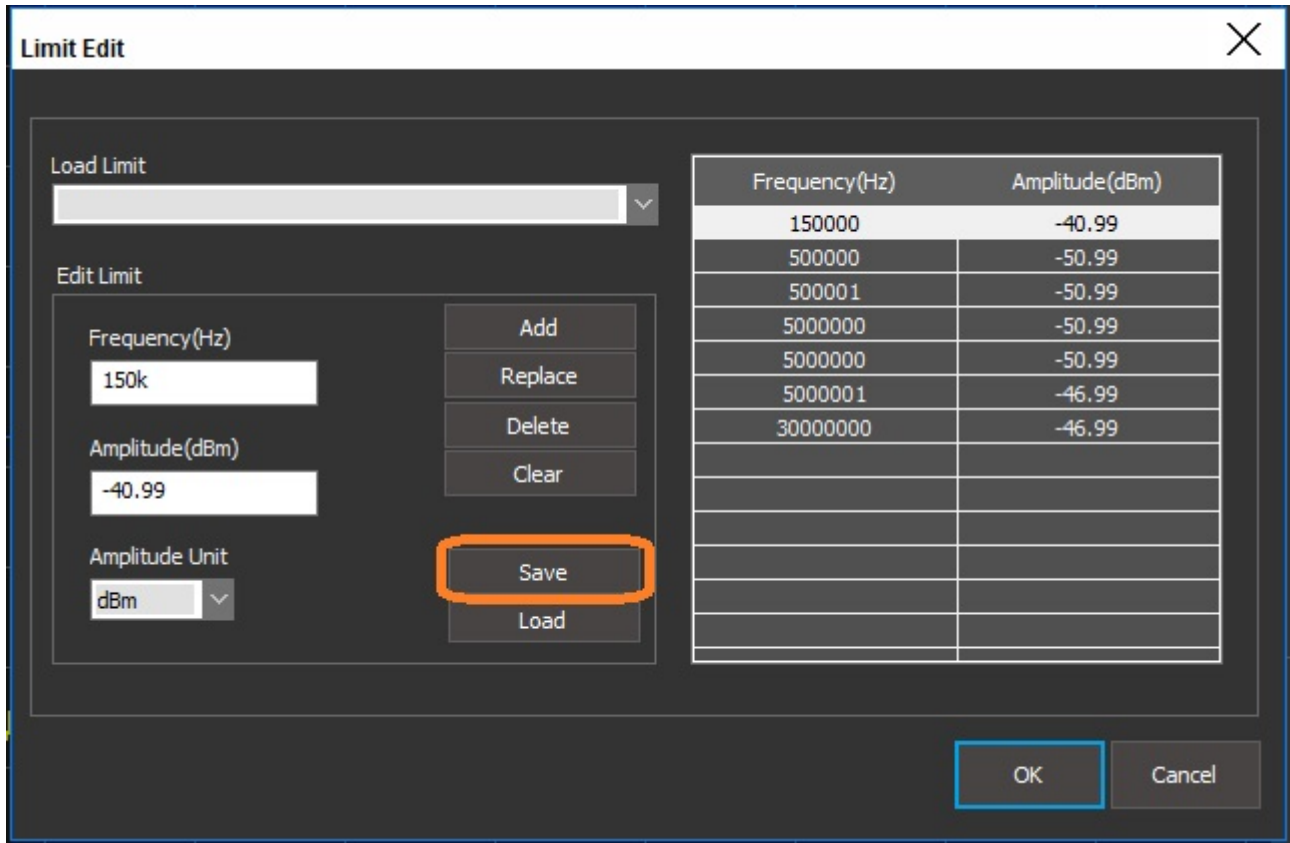 Limit Edit
Load Limit
Edit Limit
Frequency(Hz)
150k
Amplitude(dBm)
-40.99
Amplitude Unit
dBm
Add
Replace
Delete
Clear
Save
Load
Frequency(Hz) Amplitude(dBm)
150000 -40.99
500000 -50.99
500001 -50.99
5000000 -50.99
5000000 -50.99
5000001 -46.99
30000000 -46.99
OK Cancel